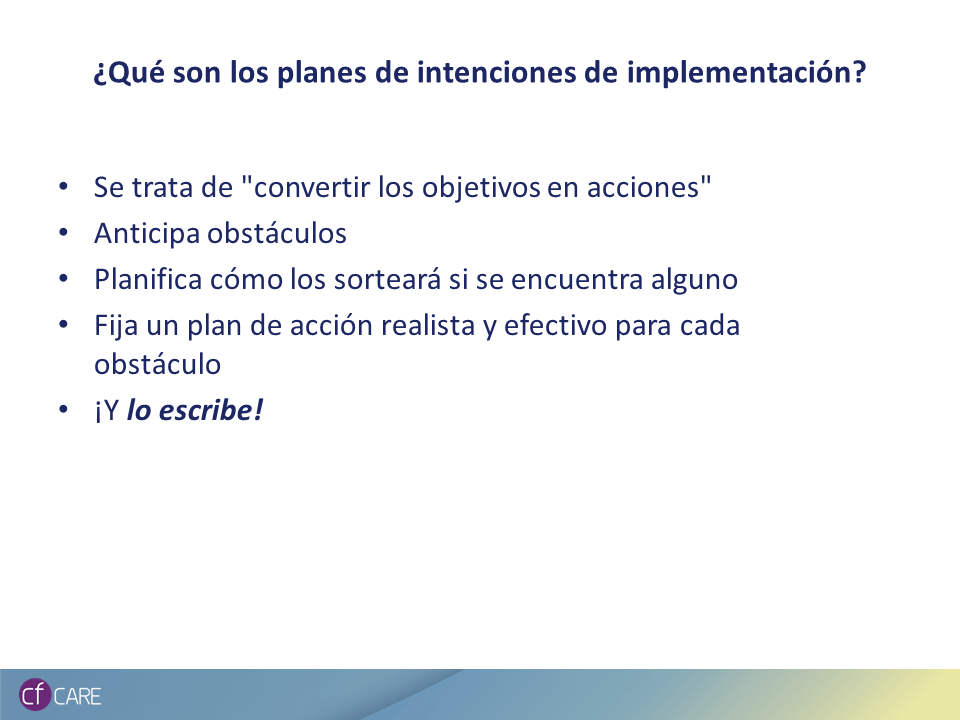 ¿Qué son los planes de intenciones de implementación?
• Se trata de "convertir los objetivos en acciones"
• Anticipa obstáculos
• Planifica cómo los sorteará si se encuentra alguno
• Fija un plan de acción realista y efectivo para cada
obstáculo
• ¡Y lo escribe!
cf CARE